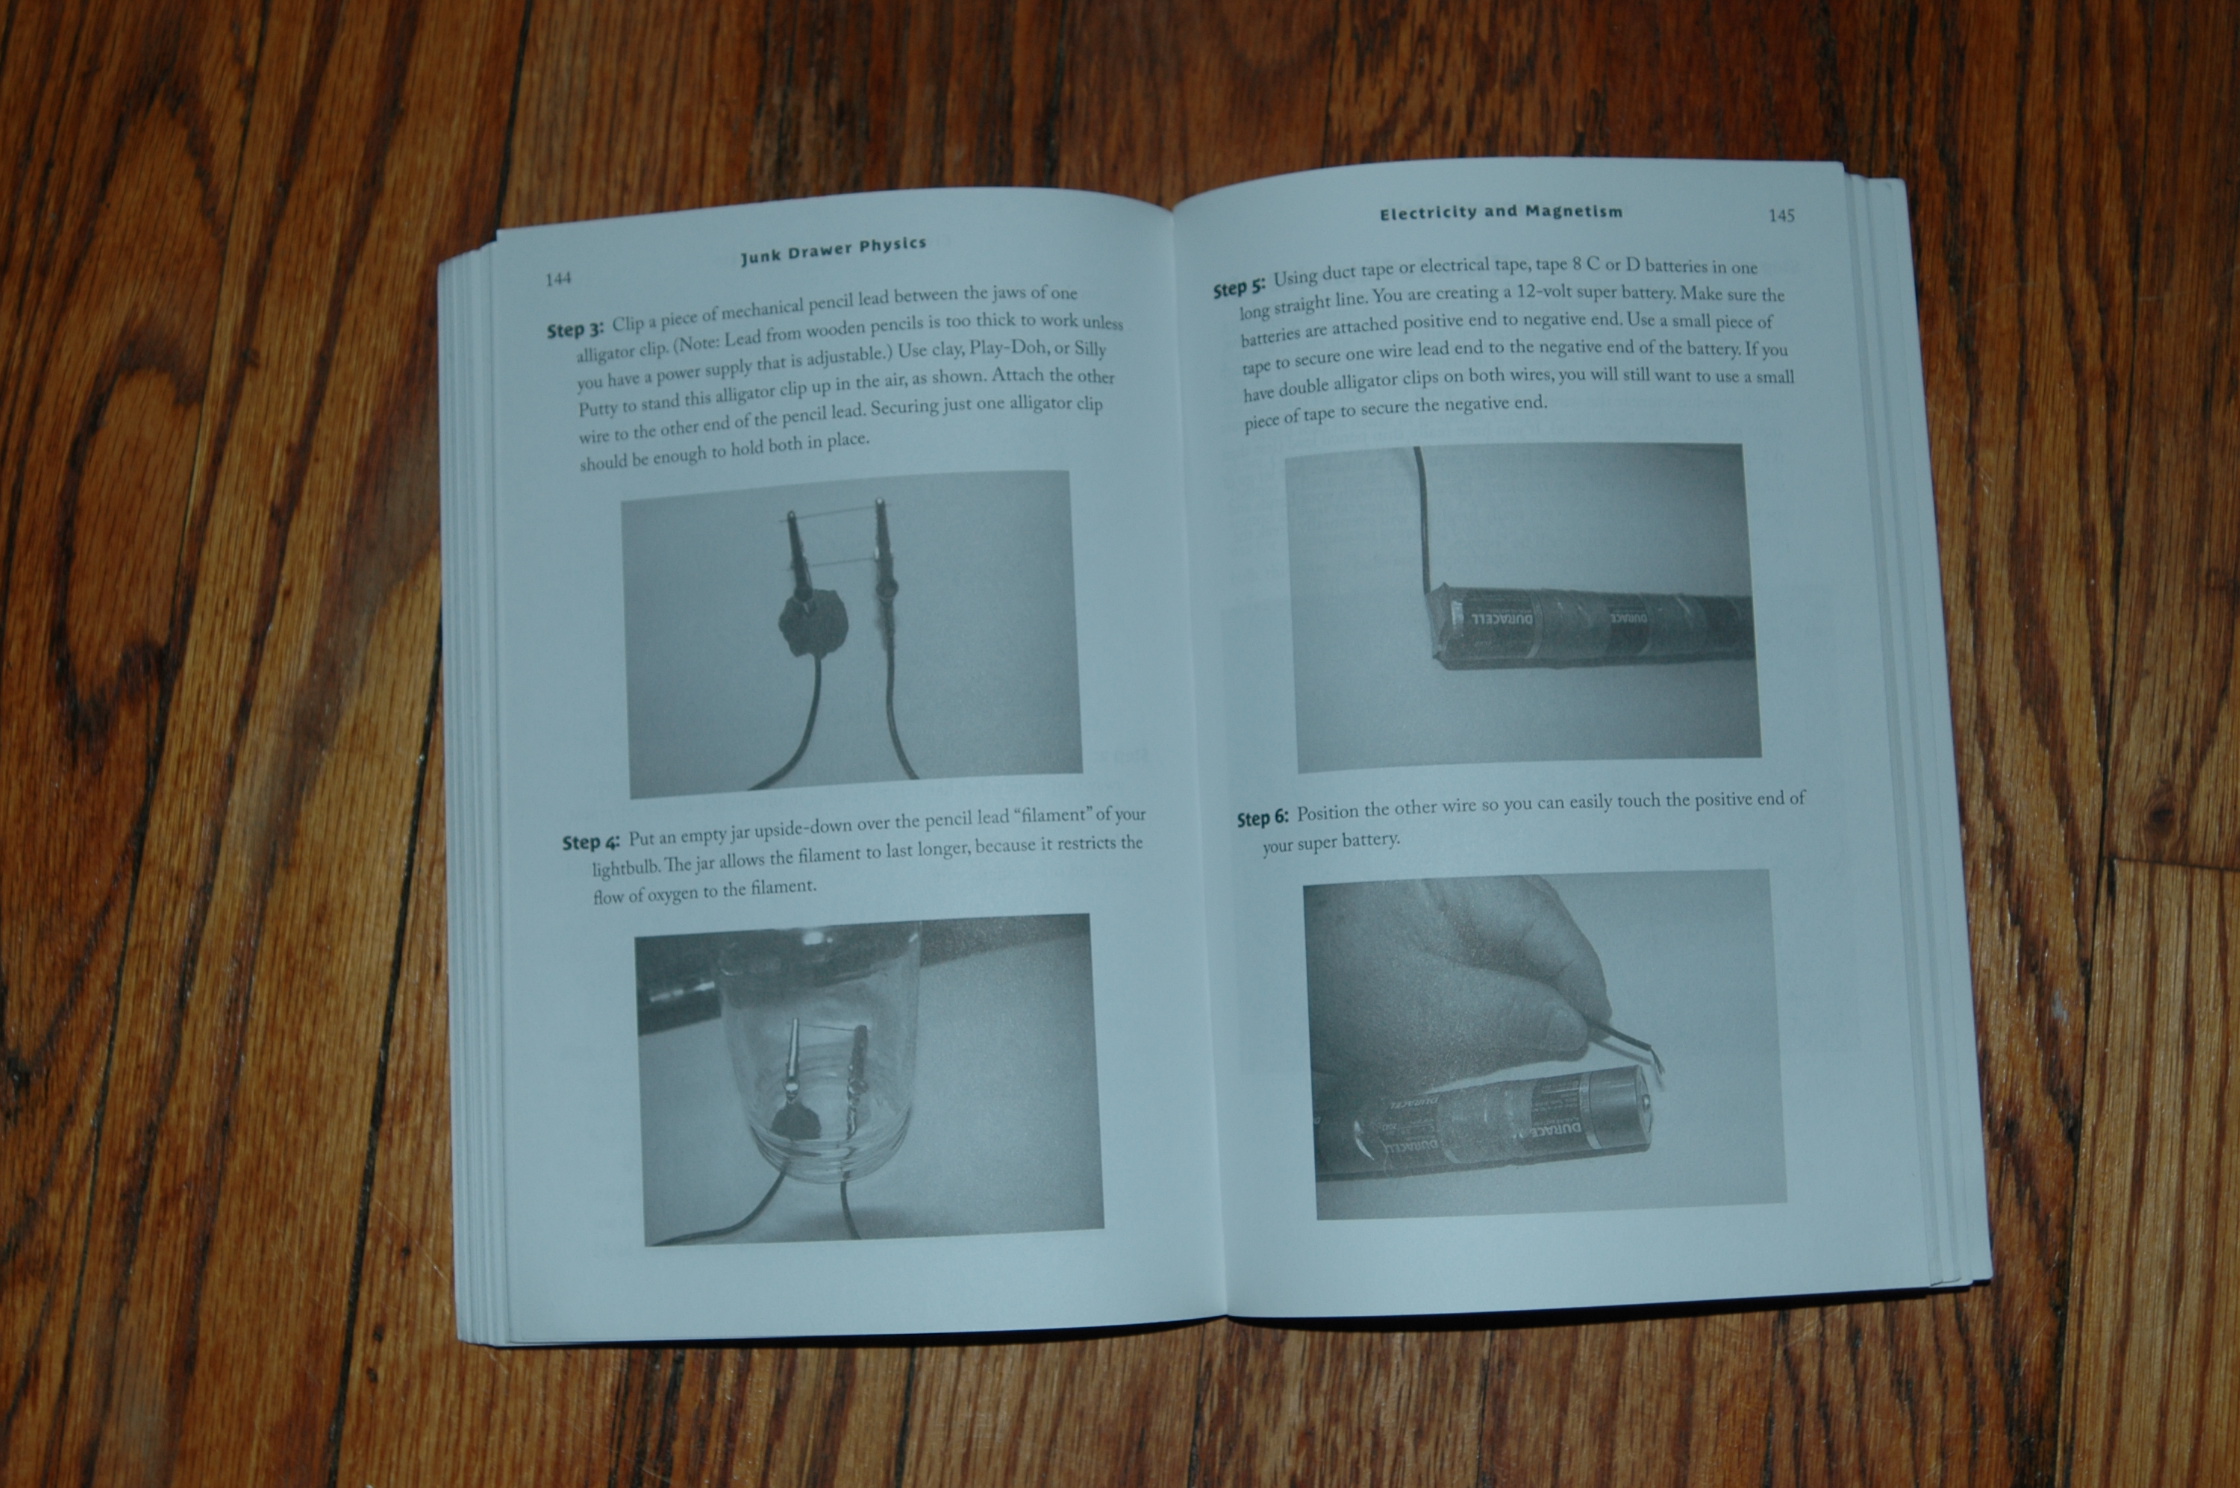 144
Junk Drawer Physics
Step 3: Clip a piece of mechanical pencil lead between the jaws of one
alligator clip. (Note: Lead from wooden pencils is too thick to work unless
you have a power supply that is adjustable.) Use clay, Play-Doh, or Silly
Putty to stand this alligator clip up in the air, as shown. Attach the other
wire to the other end of the pencil lead. Securing just one alligator clip
should be enough to hold both in place.
Step 4: Put an empty jar upside-down over the pencil lead “filament” of your
lightbulb. The jar allows the filament to last longer, because it restricts the
flow of oxygen to the filament.
Electricity and Magnetism
145
Step 5: Using duct tape or electrical tape, tape 8 C or D batteries in one
long straight line. You are creating a 12-volt super battery. Make sure the
batteries are attached positive end to negative end. Use a small piece of
tape to secure one wire lead end to the negative end of the battery. If you
have double alligator clips on both wires, you will still want to use a small
piece of tape to secure the negative end.
DURACELL
DURACE
Step 6: Position the other wire so you can easily touch the positive end of
your super battery.
DURACE
DURACELL